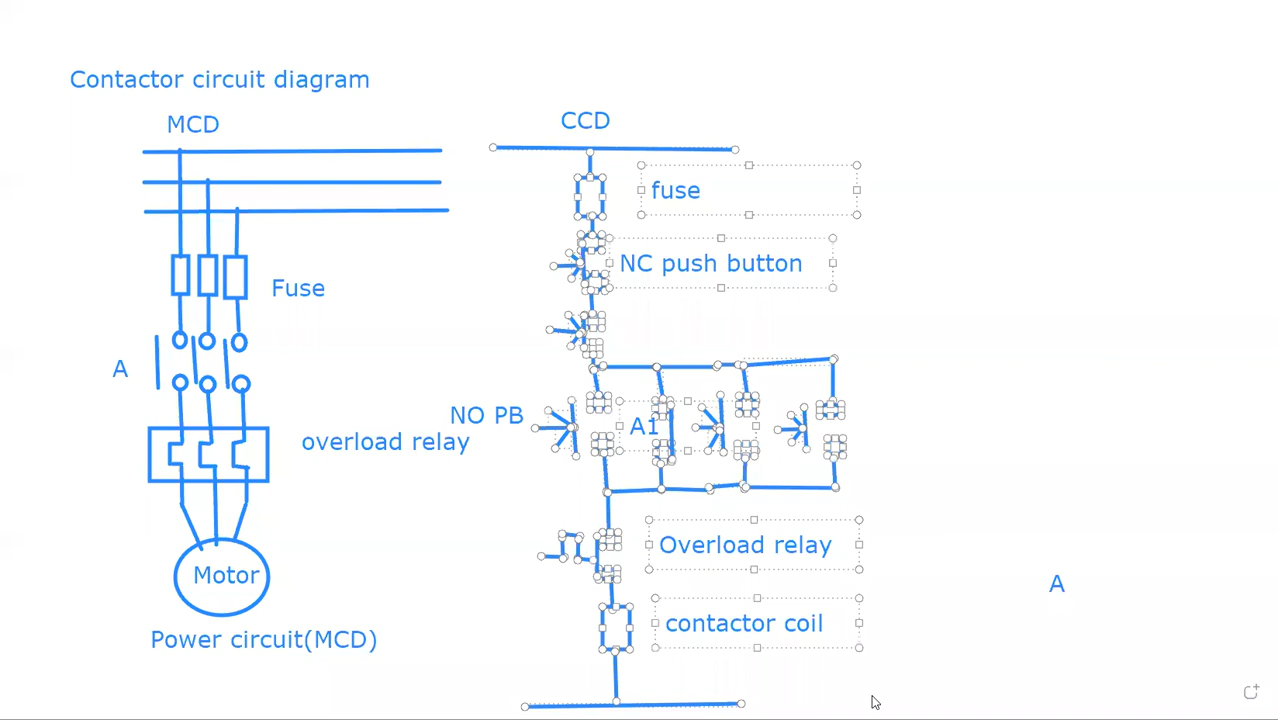 Contactor circuit diagram
MCD
CCD
fuse
NC push button
Fuse
A
NO PB
A1
overload relay
Overload relay
Motor
A
contactor coil
Power circuit(MCD)